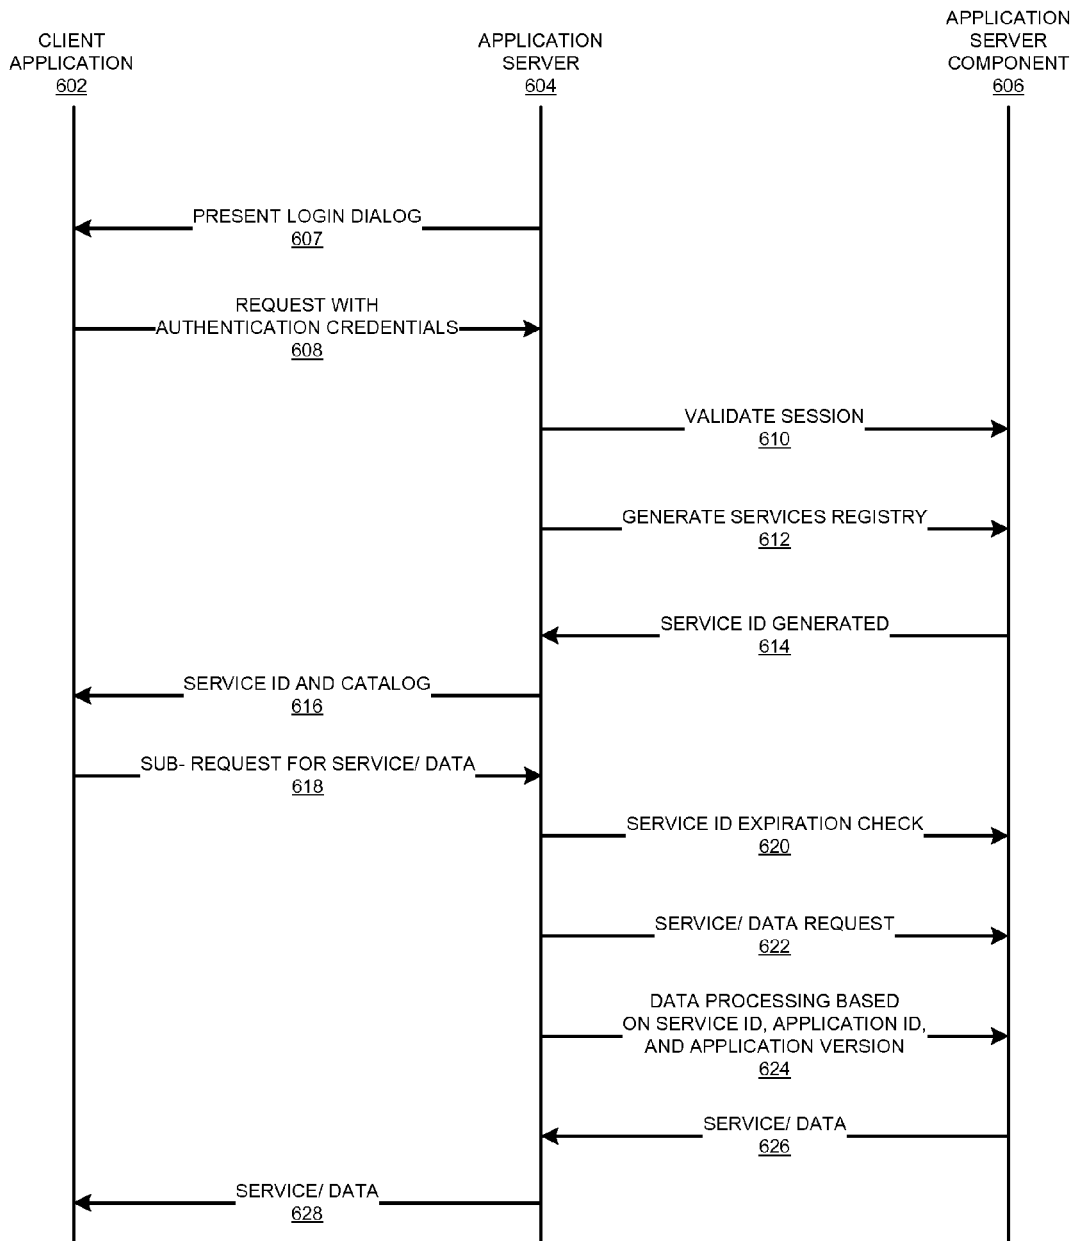 CLIENT
APPLICATION
602
APPLICATION
SERVER
604
APPLICATION
SERVER
COMPONENT
606
PRESENT LOGIN DIALOG
607
REQUEST WITH
AUTHENTICATION CREDENTIALS
608
VALIDATE SESSION
610
GENERATE SERVICES REGISTRY
612
SERVICE ID GENERATED
614
SERVICE ID AND CATALOG
616
SUB- REQUEST FOR SERVICE/ DATA
618
SERVICE ID EXPIRATION CHECK
620
SERVICE/ DATA REQUEST
622
DATA PROCESSING BASED
ON SERVICE ID, APPLICATION ID,
AND APPLICATION VERSION
624
SERVICE/ DATA
626
SERVICE/ DATA
628